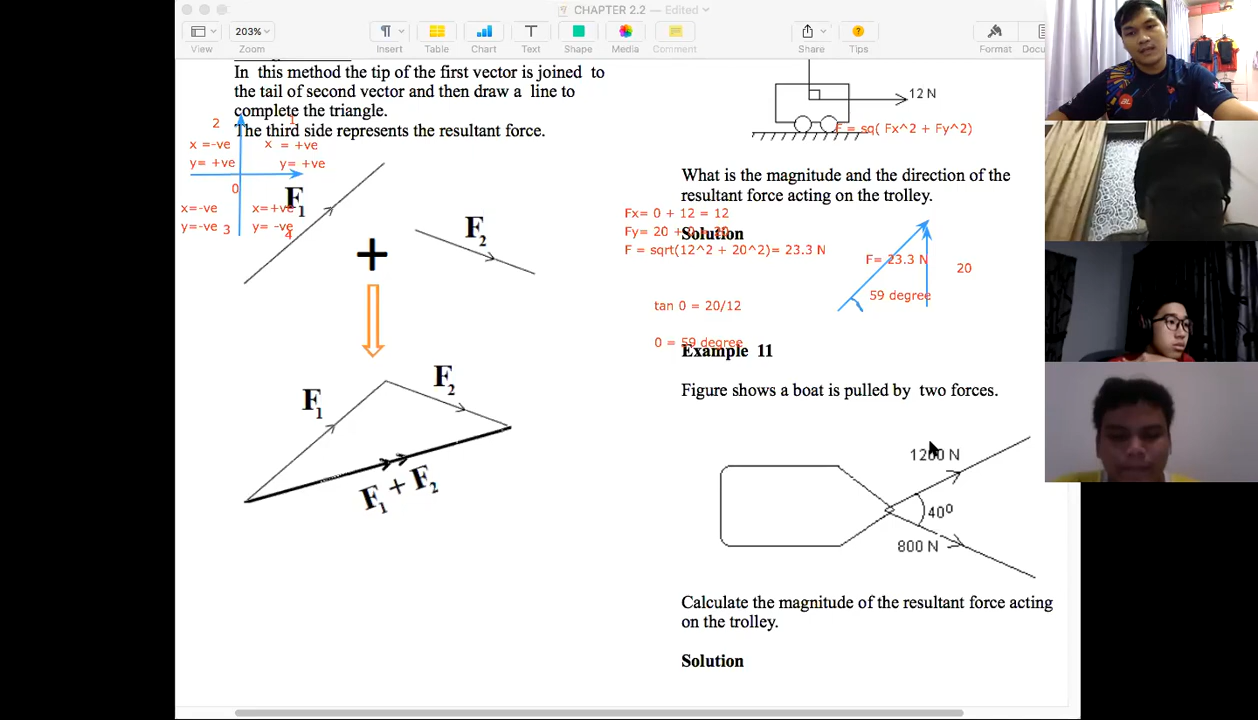 CHAPTER 2.2 — Edited
203%
View
Zoom
Insert
Table
Chart
Text
Shape
Media
Comment
Share
Tips
Format
In this method the tip of the first vector is joined to
the tail of second vector and then draw a line to
complete the triangle.
The third side represents the resultant force.
2
1
x =-ve
x = +ve
y= +ve
y= +ve
0
x=-ve
x=+ve
y=-ve 3
y= -ve
4
F1
+
F2
F1
F2
F1 + F2
12 N
F = sq( Fx^2 + Fy^2)
What is the magnitude and the direction of the
resultant force acting on the trolley.
Fx= 0 + 12 = 12
Fy= 20 +
Solution
F = sqrt(12^2 + 20^2)= 23.3 N
F= 23.3 N
20
59 degree
tan 0 = 20/12
0 = 59 degree
Example 11
Figure shows a boat is pulled by two forces.
1200 N
40º
800 N
Calculate the magnitude of the resultant force acting
on the trolley.
Solution